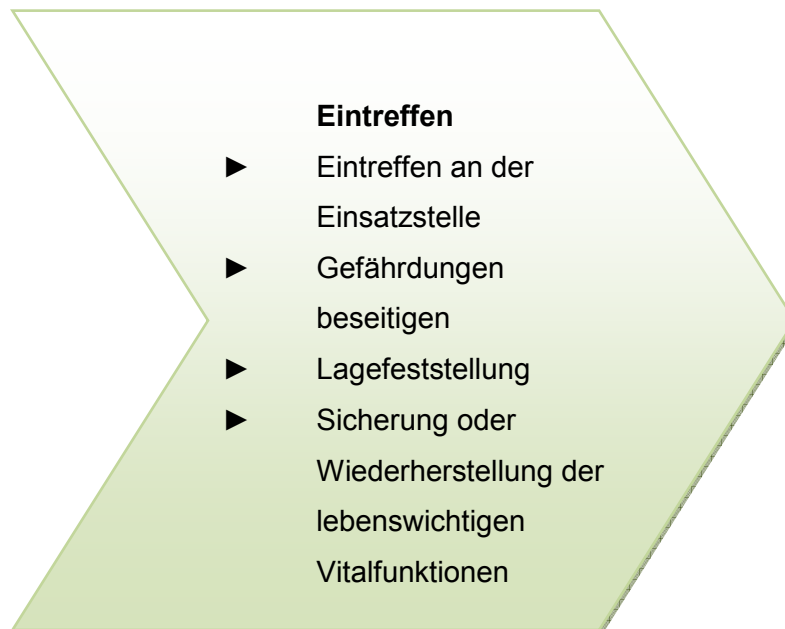 Eintreffen
► Eintreffen an der
Einsatzstelle
► Gefährdungen
beseitigen
► Lagefeststellung
► Sicherung oder
Wiederherstellung der
lebenswichtigen
Vitalfunktionen